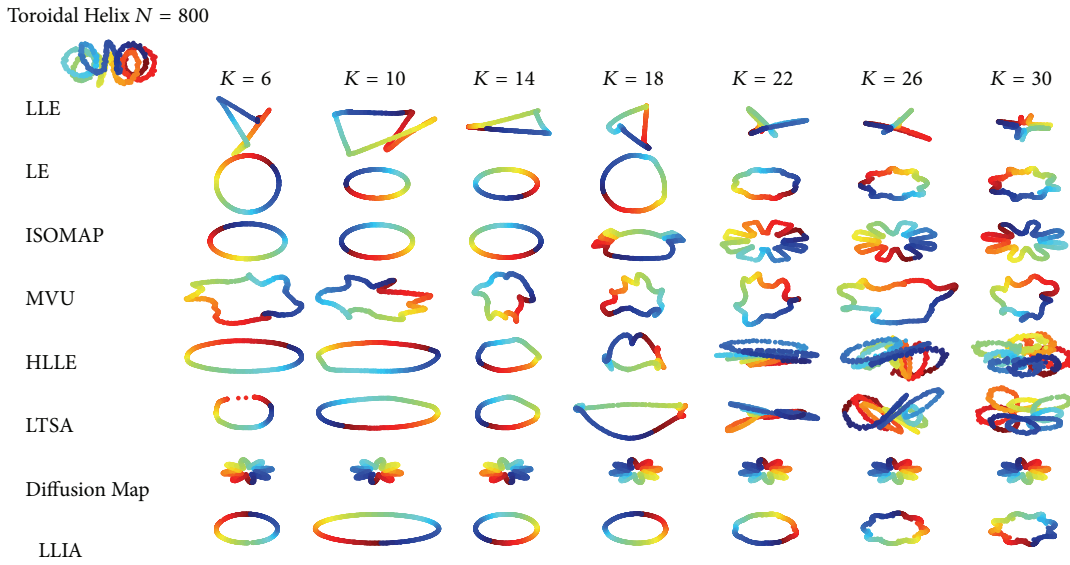 Toroidal Helix N = 800
K = 6 K = 10 K = 14 K = 18 K = 22 K = 26 K = 30
LLE
LE
ISOMAP
MVU
HLLE
LTSA
Diffusion Map
LLIA